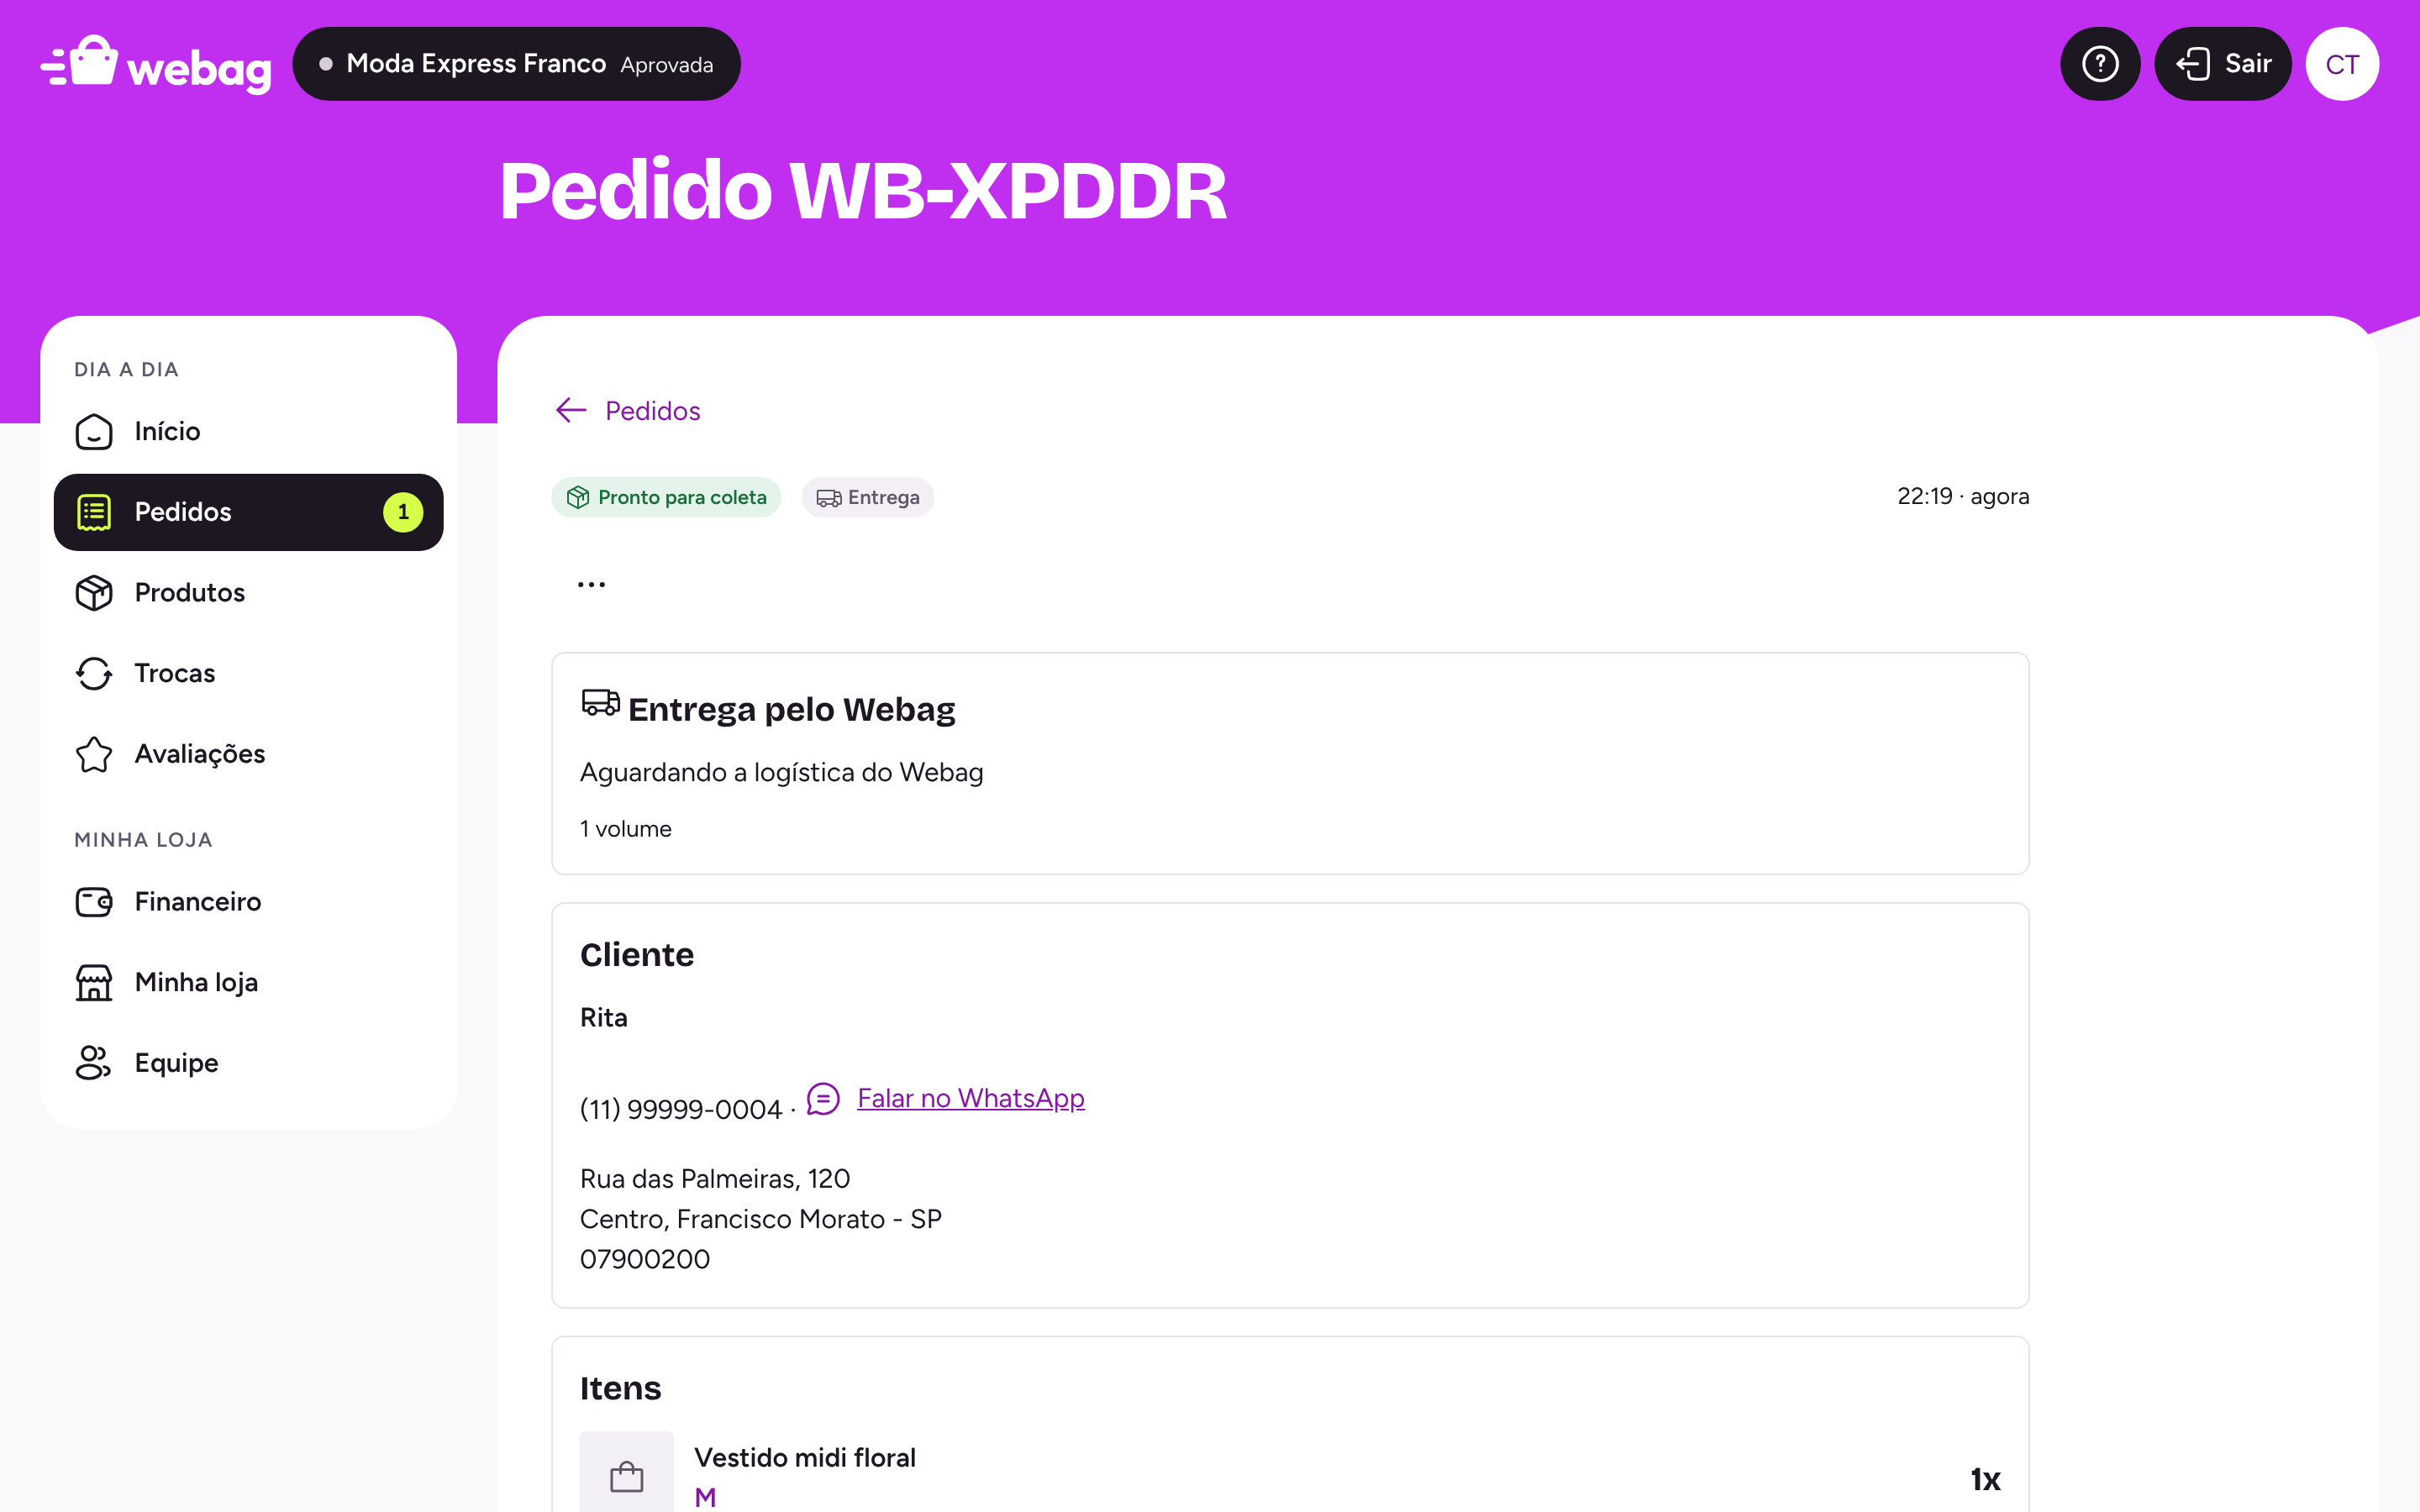 webag
Moda Express Franco Aprovada
?
Sair
CT
Pedido WB-XPDDR
DIA A DIA
Início
Pedidos 1
Produtos
Trocas
Avaliações
MINHA LOJA
Financeiro
Minha loja
Equipe
Pedidos
Pronto para coleta
Entrega
22:19 · agora
...
Entrega pelo Webag
Aguardando a logística do Webag
1 volume
Cliente
Rita
(11) 99999-0004 · Falar no WhatsApp
Rua das Palmeiras, 120
Centro, Francisco Morato - SP
07900200
Itens
Vestido midi floral
M
1x